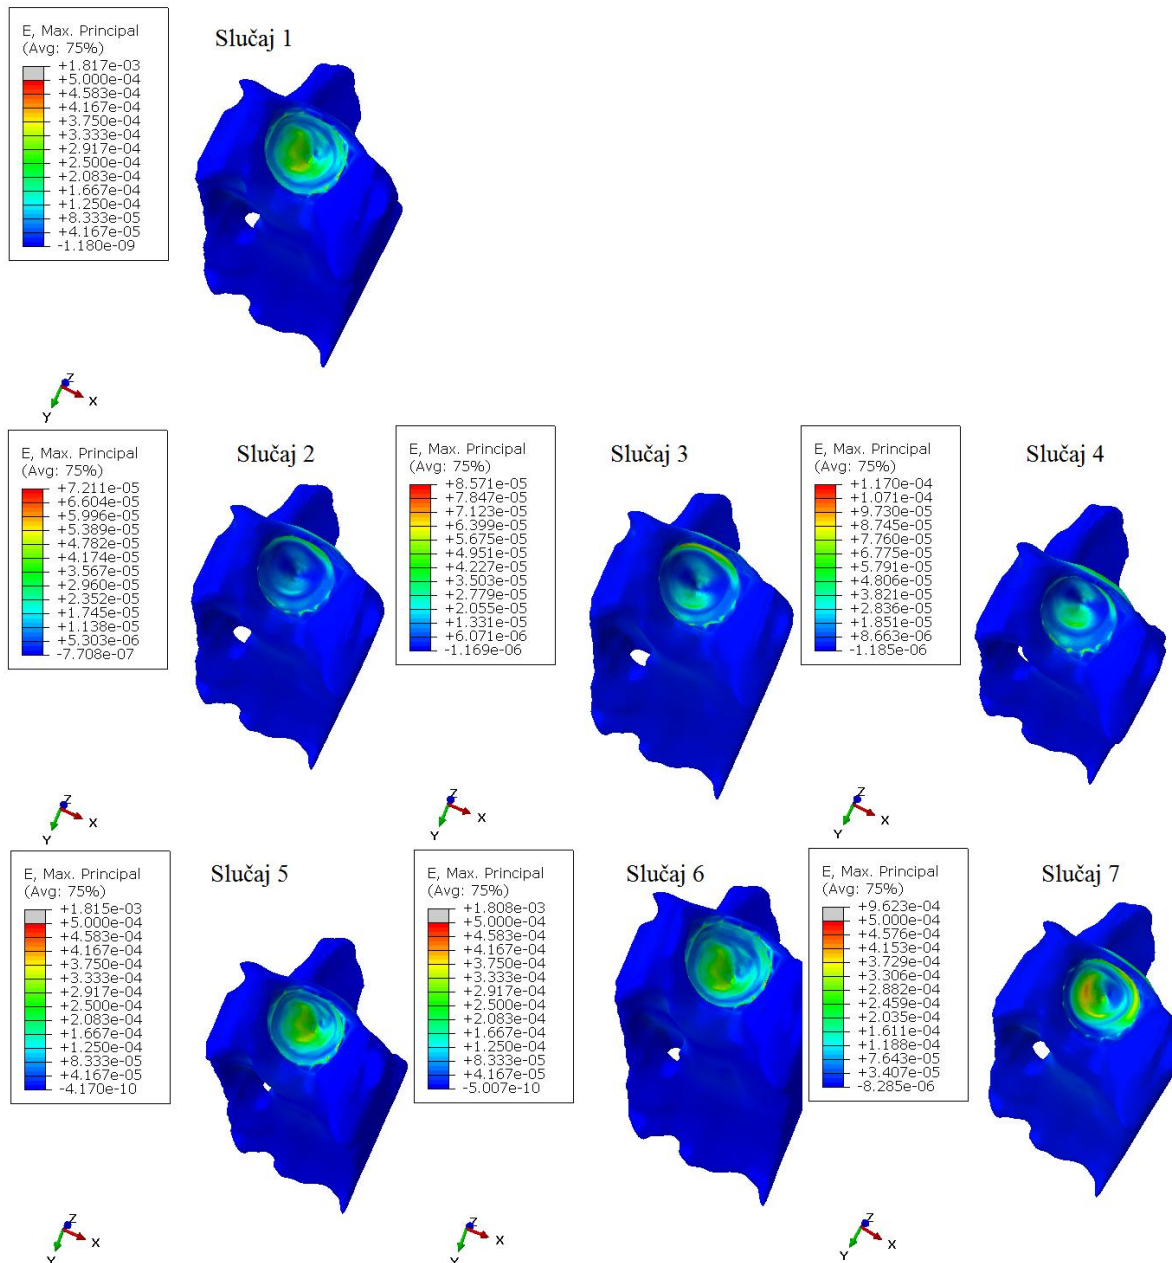 Slučaj 1
E, Max. Principal
(Avg: 75%)
+1.817e-03
+5.000e-04
+4.583e-04
+4.167e-04
+3.750e-04
+3.333e-04
+2.917e-04
+2.500e-04
+2.083e-04
+1.667e-04
+1.250e-04
+8.333e-05
+4.167e-05
-1.180e-09
Z
X
Y
Slučaj 2
E, Max. Principal
(Avg: 75%)
+7.211e-05
+6.604e-05
+5.996e-05
+5.389e-05
+4.782e-05
+4.174e-05
+3.567e-05
+2.960e-05
+2.352e-05
+1.745e-05
+1.138e-05
+5.303e-06
-7.708e-07
Z
X
Y
Slučaj 3
E, Max. Principal
(Avg: 75%)
+8.571e-05
+7.847e-05
+7.123e-05
+6.399e-05
+5.675e-05
+4.951e-05
+4.227e-05
+3.503e-05
+2.779e-05
+2.055e-05
+1.331e-05
+6.071e-06
-1.169e-06
Z
X
Y
Slučaj 4
E, Max. Principal
(Avg: 75%)
+1.170e-04
+1.071e-04
+9.730e-05
+8.745e-05
+7.760e-05
+6.775e-05
+5.791e-05
+4.806e-05
+3.821e-05
+2.836e-05
+1.851e-05
+8.663e-06
-1.185e-06
Z
X
Y
Slučaj 5
E, Max. Principal
(Avg: 75%)
+1.815e-03
+5.000e-04
+4.583e-04
+4.167e-04
+3.750e-04
+3.333e-04
+2.917e-04
+2.500e-04
+2.083e-04
+1.667e-04
+1.250e-04
+8.333e-05
+4.167e-05
-4.170e-10
Z
X
Y
Slučaj 6
E, Max. Principal
(Avg: 75%)
+1.808e-03
+5.000e-04
+4.583e-04
+4.167e-04
+3.750e-04
+3.333e-04
+2.917e-04
+2.500e-04
+2.083e-04
+1.667e-04
+1.250e-04
+8.333e-05
+4.167e-05
-5.007e-10
Z
X
Y
Slučaj 7
E, Max. Principal
(Avg: 75%)
+9.623e-04
+5.000e-04
+4.576e-04
+4.153e-04
+3.729e-04
+3.306e-04
+2.882e-04
+2.459e-04
+2.035e-04
+1.611e-04
+1.188e-04
+7.643e-05
+3.407e-05
-8.285e-06
Z
X
Y